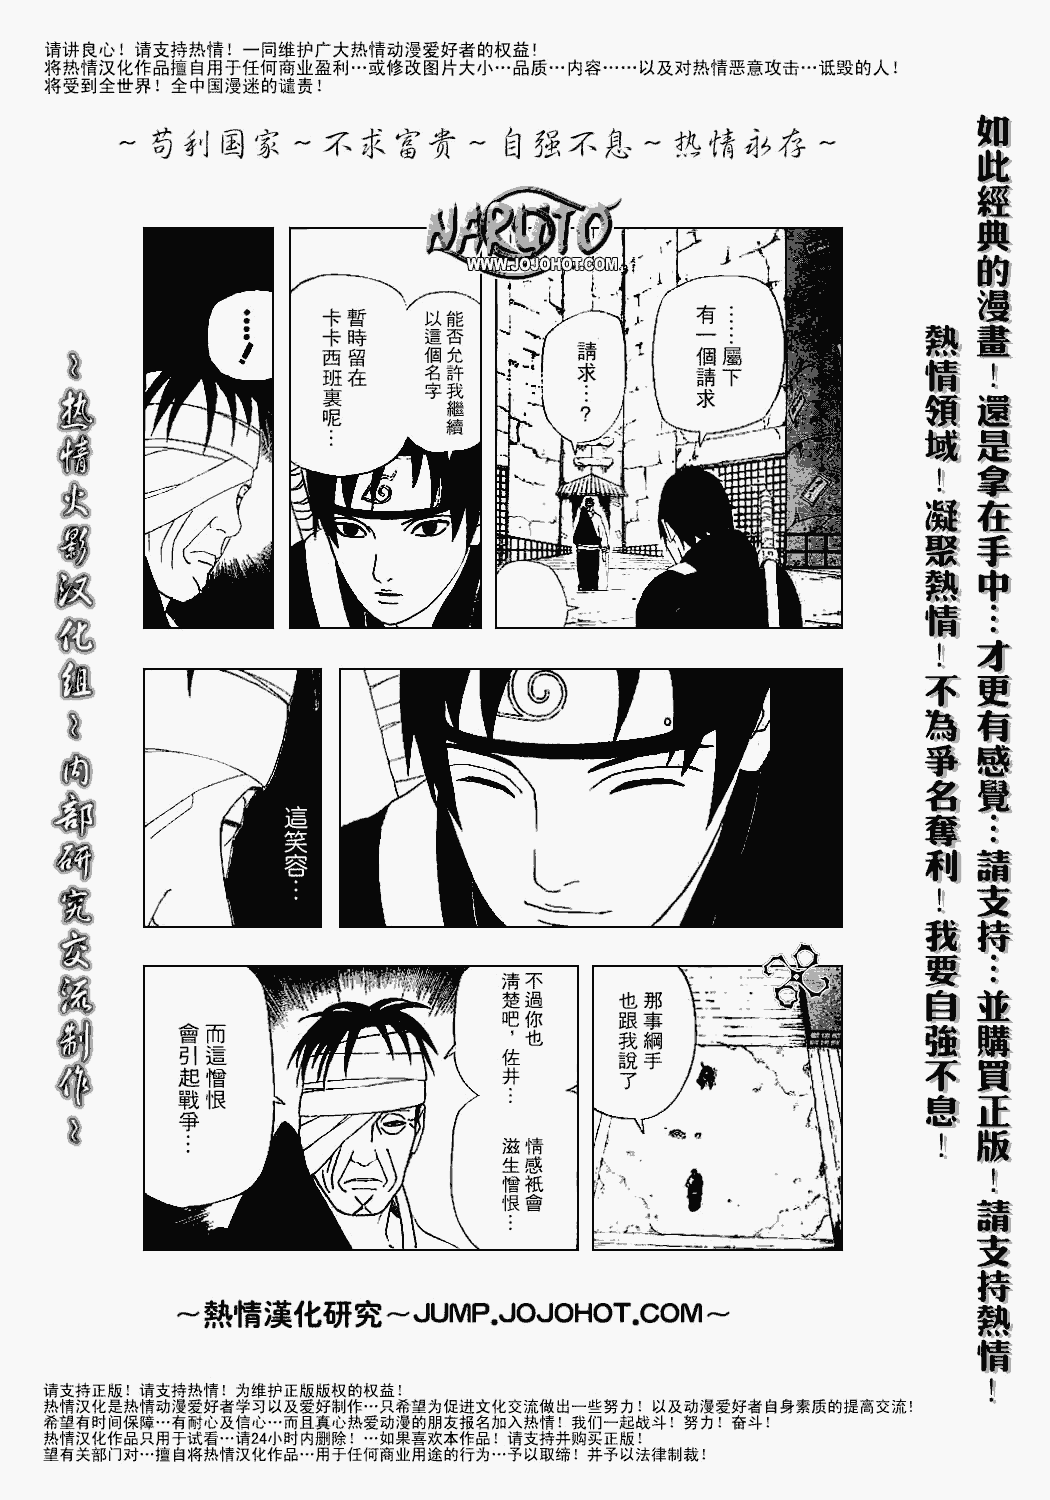 请讲良心！请支持热情！一同维护广大热情动漫爱好者的权益！
将热情汉化作品擅自用于任何商业盈利…或修改图片大小…品质…内容……以及对热情恶意攻击…诋毁的人！
将受到全世界！全中国漫迷的谴责！
～苟利国家～不求富贵～自强不息～热情永存～
如此經典的漫畫！還是拿在手中…才更有感覺…請支持…並購買正版！請支持熱情！
熱情領域！凝聚熱情！不為爭名奪利！我要自強不息！
NARUTO
WWW.JOJOHOT.COM
……屬下
有一個請求
請求…？
能否允許我繼續
以這個名字
暫時留在
卡卡西班裏呢…
…！
這笑容…
那事綱手
也跟我說了
不過你也
清楚吧，佐井…
情感衹會
滋生憎恨…
而這憎恨
會引起戰爭…
～热情火影汉化组～内部研究交流制作～
～熱情漢化研究～JUMP.JOJOHOT.COM～
请支持正版！请支持热情！为维护正版版权的权益！
热情汉化是热情动漫爱好者学习以及爱好制作…只希望为促进文化交流做出一些努力！以及动漫爱好者自身素质的提高交流！
希望有时间保障…有耐心及信心…而且真心热爱动漫的朋友报名加入热情！我们一起战斗！努力！奋斗！
热情汉化作品只用于试看…请24小时内删除！…如果喜欢本作品！请支持并购买正版！
望有关部门对…擅自将热情汉化作品…用于任何商业用途的行为…予以取缔！并予以法律制裁！